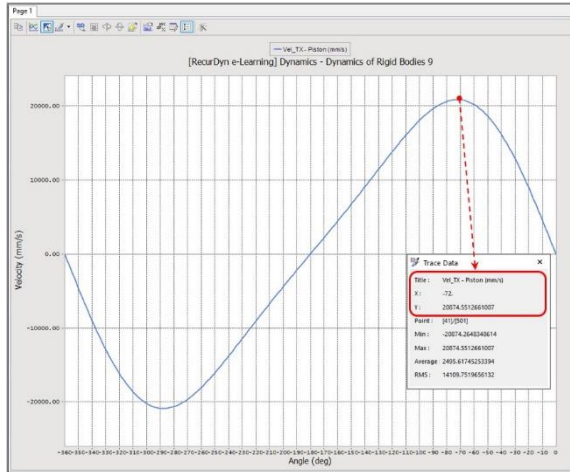 Page 1
Vel_TX - Piston (mm/s)
[RecurDyn e-Learning] Dynamics - Dynamics of Rigid Bodies 9
20000.00
10000.00
0.00
-10000.00
-20000.00
Velocity (mm/s)
Trace Data
Title : Vel_TX - Piston (mm/s)
X : -72.
Y : 20874.5512661007
Point : [41]/[501]
Min : -20874.2648348614
Max : 20874.5512661007
Average 2495.61745253394
RMS : 14109.7519656132
-360-350-340-330-320-310-300-290-280-270-260-250-240-230-220-210-200-190-180-170-160-150-140-130-120-110-100 -90 -80 -70 -60 -50 -40 -30 -20 -10 0
Angle (deg)